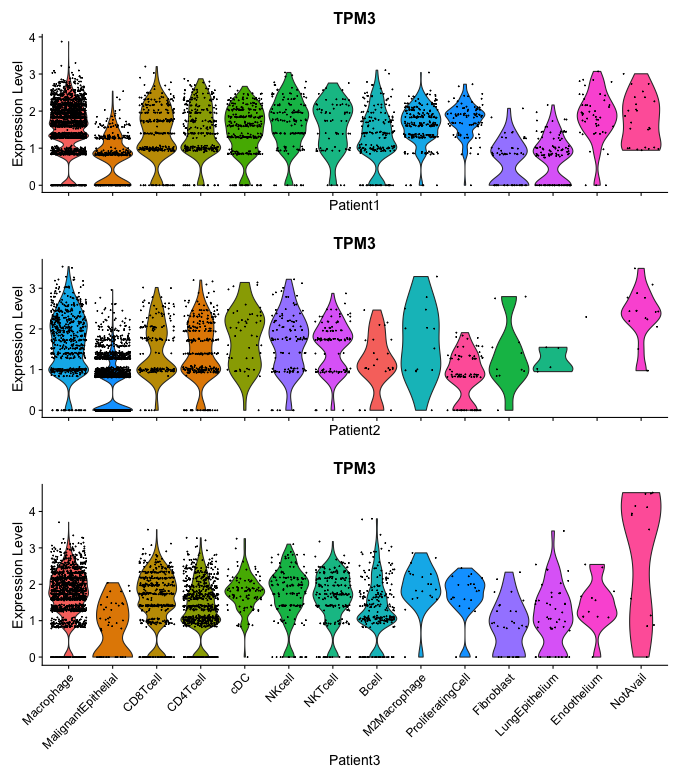 TPM3
Expression Level
4
3
2
1
0
Patient1
TPM3
Expression Level
3
2
1
0
Patient2
TPM3
Expression Level
4
3
2
1
0
Macrophage
MalignantEpithelial
CD8Tcell
CD4Tcell
cDC
NKcell
NKTcell
Bcell
M2Macrophage
ProliferatingCell
Fibroblast
LungEpithelium
Endothelium
NotAvail
Patient3